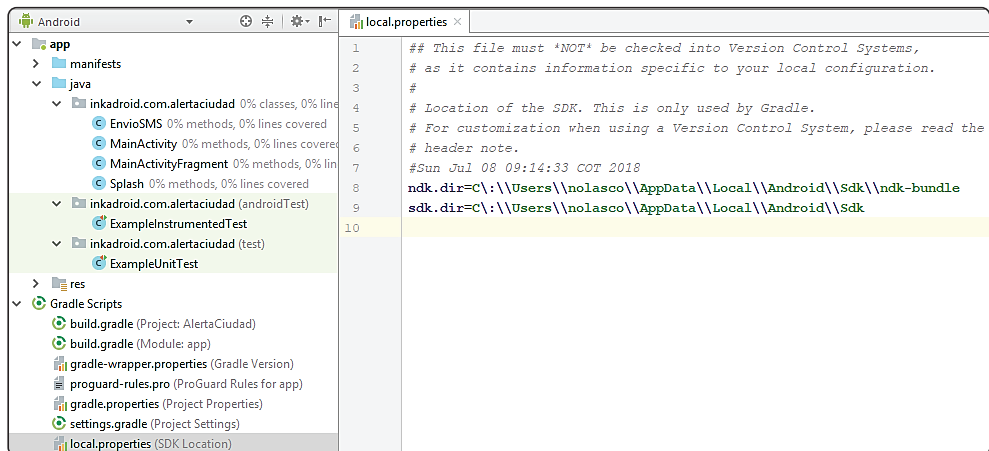 Android
app
manifests
java
inkadroid.com.alertaciudad 0% classes, 0% line
EnvioSMS 0% methods, 0% lines covered
MainActivity 0% methods, 0% lines covered
MainActivityFragment 0% methods, 0% lines
Splash 0% methods, 0% lines covered
inkadroid.com.alertaciudad (androidTest)
ExampleInstrumentedTest
inkadroid.com.alertaciudad (test)
ExampleUnitTest
res
Gradle Scripts
build.gradle (Project: AlertaCiudad)
build.gradle (Module: app)
gradle-wrapper.properties (Gradle Version)
proguard-rules.pro (ProGuard Rules for app)
gradle.properties (Project Properties)
settings.gradle (Project Settings)
local.properties (SDK Location)
local.properties
1 ## This file must *NOT* be checked into Version Control Systems,
2 # as it contains information specific to your local configuration.
3 #
4 # Location of the SDK. This is only used by Gradle.
5 # For customization when using a Version Control System, please read the
6 # header note.
7 #Sun Jul 08 09:14:33 COT 2018
8 ndk.dir=C\:\\Users\\nolasco\\AppData\\Local\\Android\\Sdk\\ndk-bundle
9 sdk.dir=C\:\\Users\\nolasco\\AppData\\Local\\Android\\Sdk
10